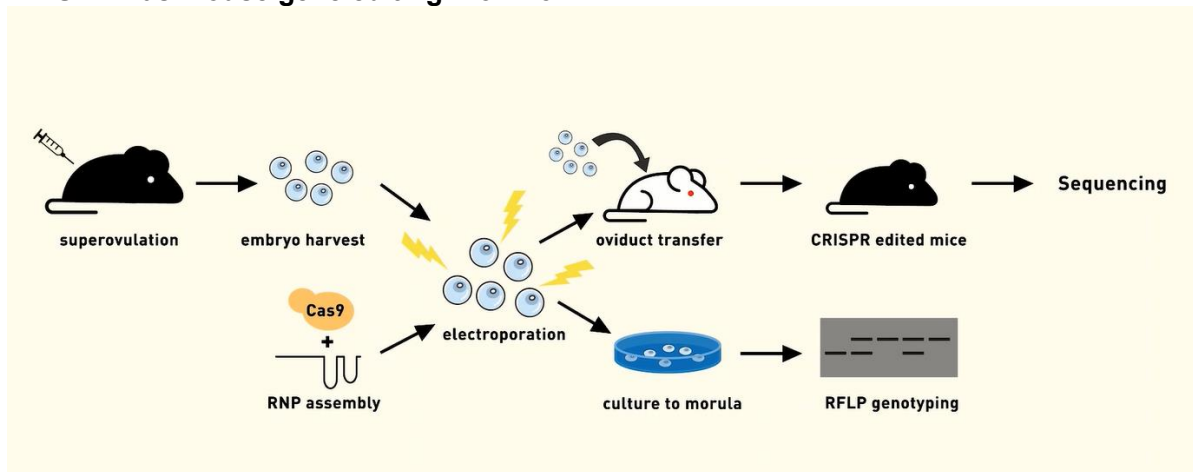 superovulation
embryo harvest
oviduct transfer
CRISPR edited mice
Sequencing
Cas9
+
RNP assembly
electroporation
culture to morula
RFLP genotyping